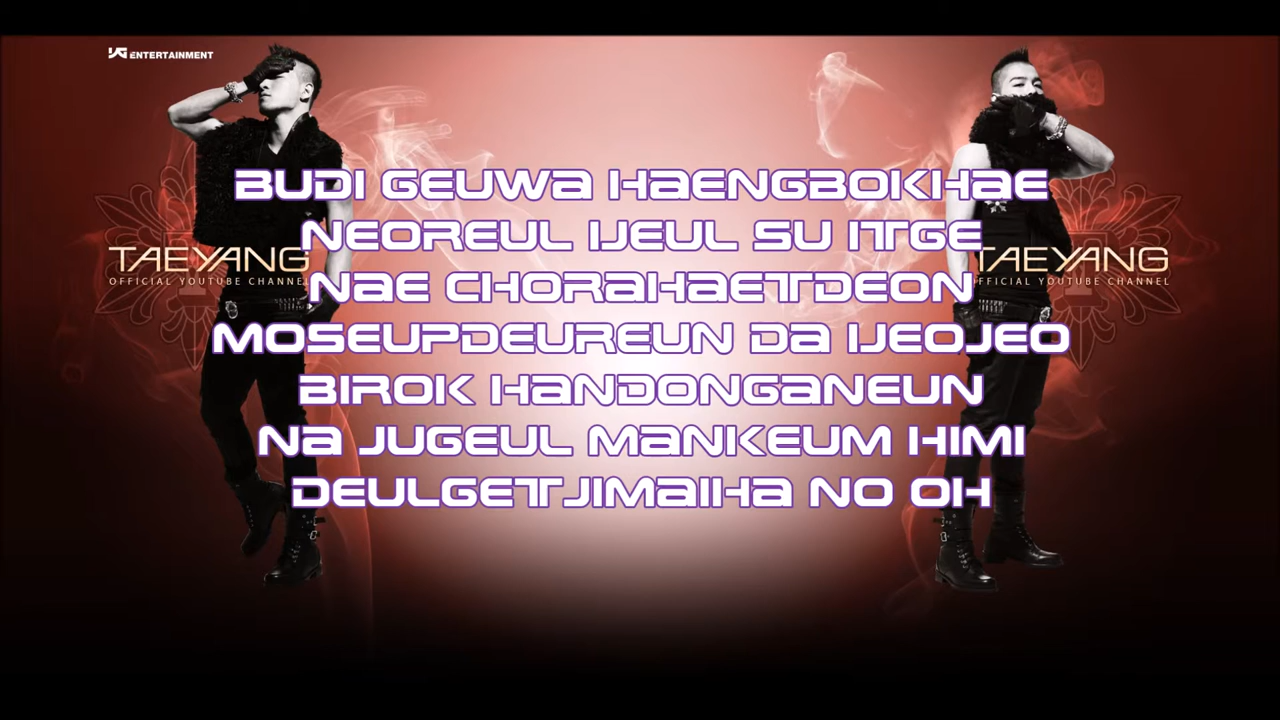 YG ENTERTAINMENT
BUDI GEUWA HAENGBOKHAE
NEOREUL IJEUL SU ITGE
NAE CHORAHAETDEON
MOSEUPDEUREUN DA IJEOJEO
BIROK HANDONGANEUN
NA JUGEUL MANKEUM HIMI
DEULGETJIMAIIHA NO OH
TAEYANG
OFFICIAL YOUTUBE CHANNEL
TAEYANG
OFFICIAL YOUTUBE CHANNEL